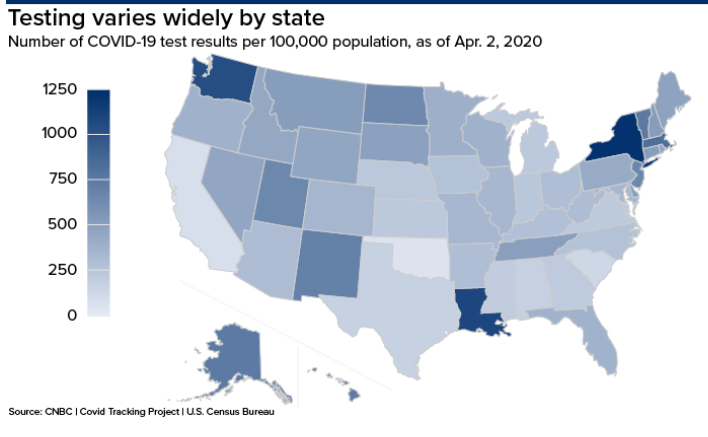 Testing varies widely by state
Number of COVID-19 test results per 100,000 population, as of Apr. 2, 2020
1250
1000
750
500
250
0
Source: CNBC | Covid Tracking Project | U.S. Census Bureau